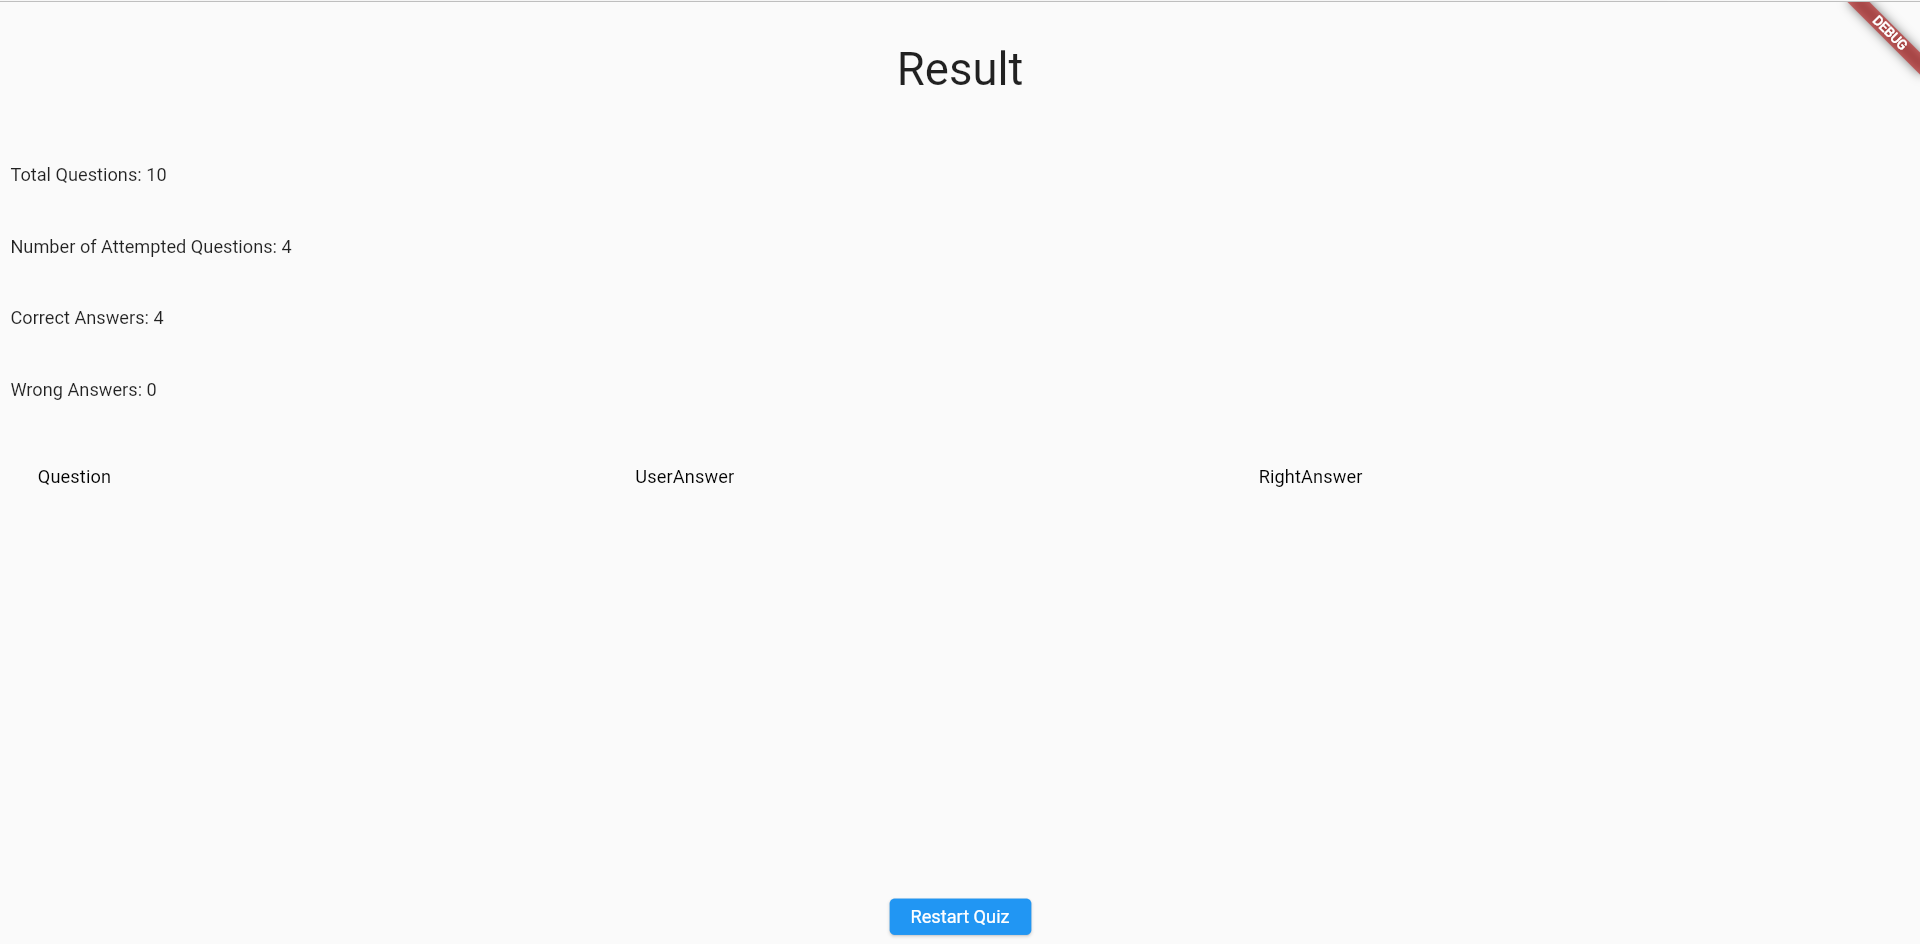 DEBUG
Result
Total Questions: 10
Number of Attempted Questions: 4
Correct Answers: 4
Wrong Answers: 0
Question UserAnswer RightAnswer
Restart Quiz